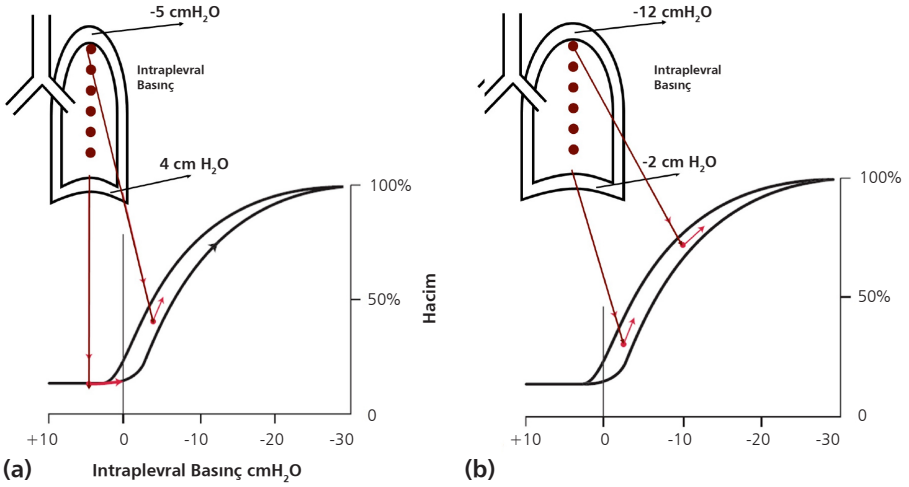 -5 cmH₂O
Intraplevral
Basınç
4 cm H₂O
100%
50%
0
Hacim
+10
0
-10
-20
-30
(a)
Intraplevral Basınç cmH₂O
-12 cmH₂O
Intraplevral
Basınç
-2 cm H₂O
100%
50%
0
+10
0
-10
-20
-30
(b)